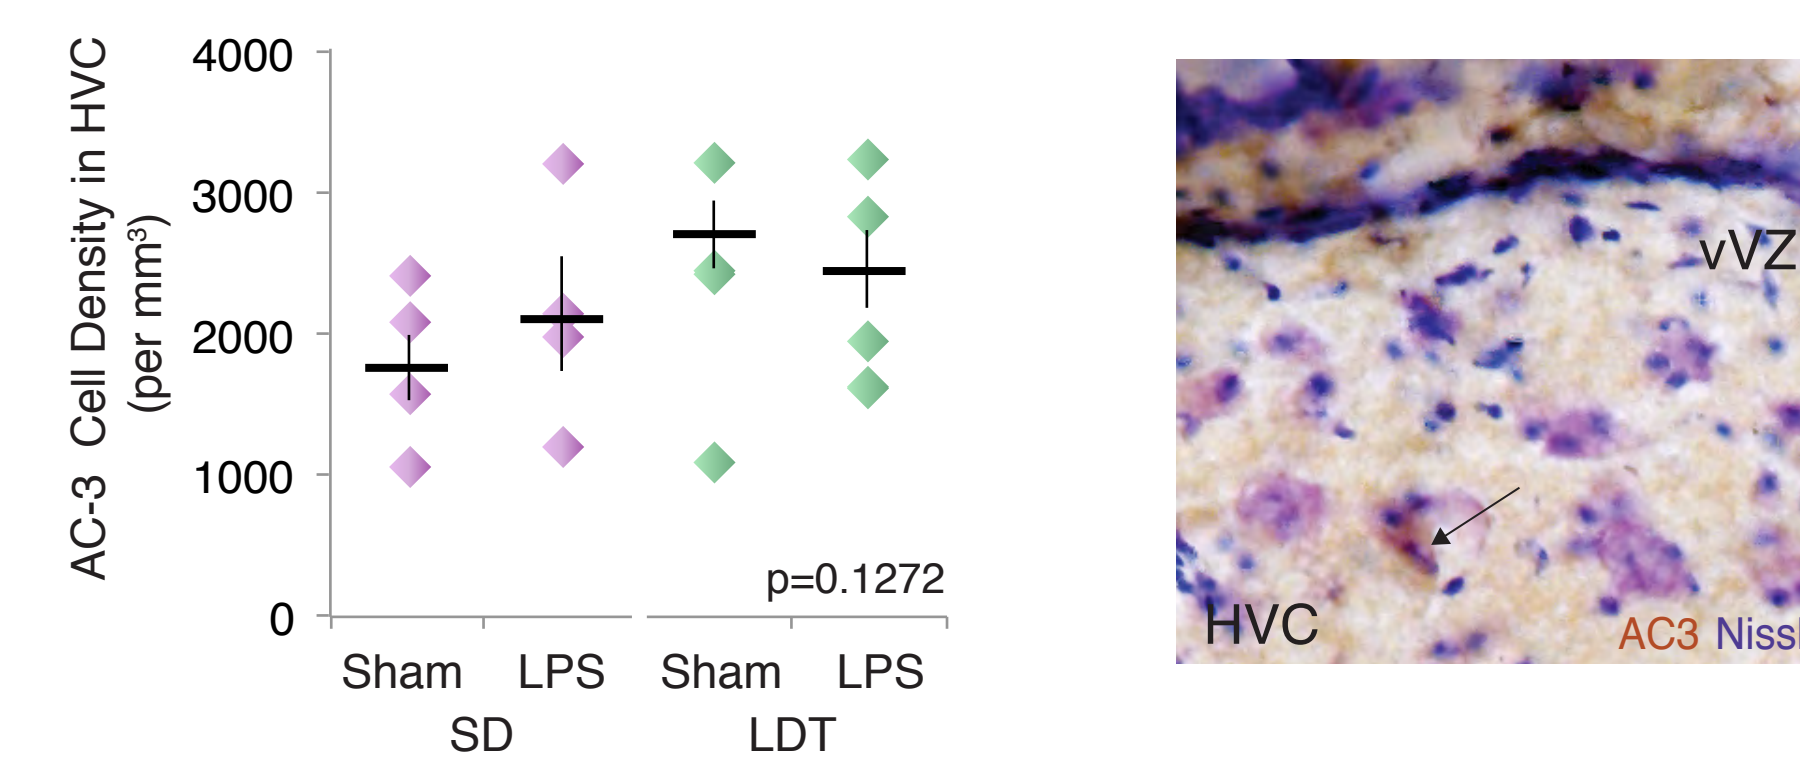 AC-3 Cell Density in HVC
(per mm³)
4000
3000
2000
1000
0
p=0.1272
Sham LPS Sham LPS
SD LDT
vVZ
HVC
AC3 Nissl